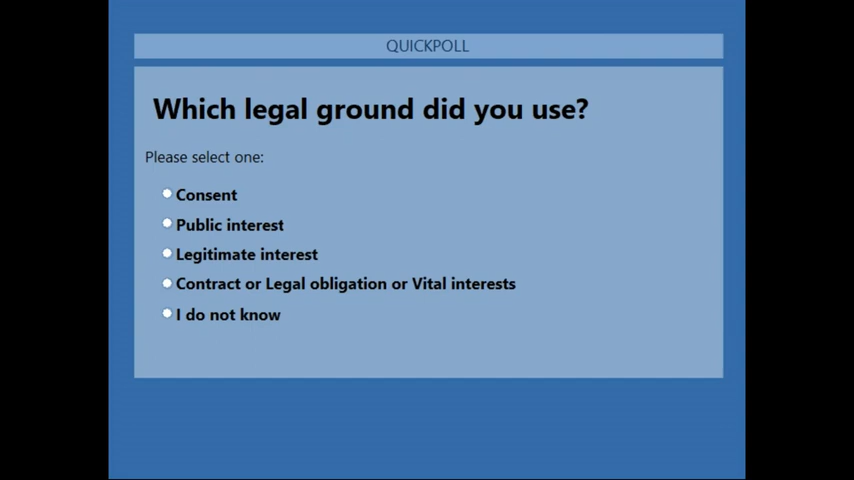 QUICKPOLL
Which legal ground did you use?
Please select one:
Consent
Public interest
Legitimate interest
Contract or Legal obligation or Vital interests
I do not know